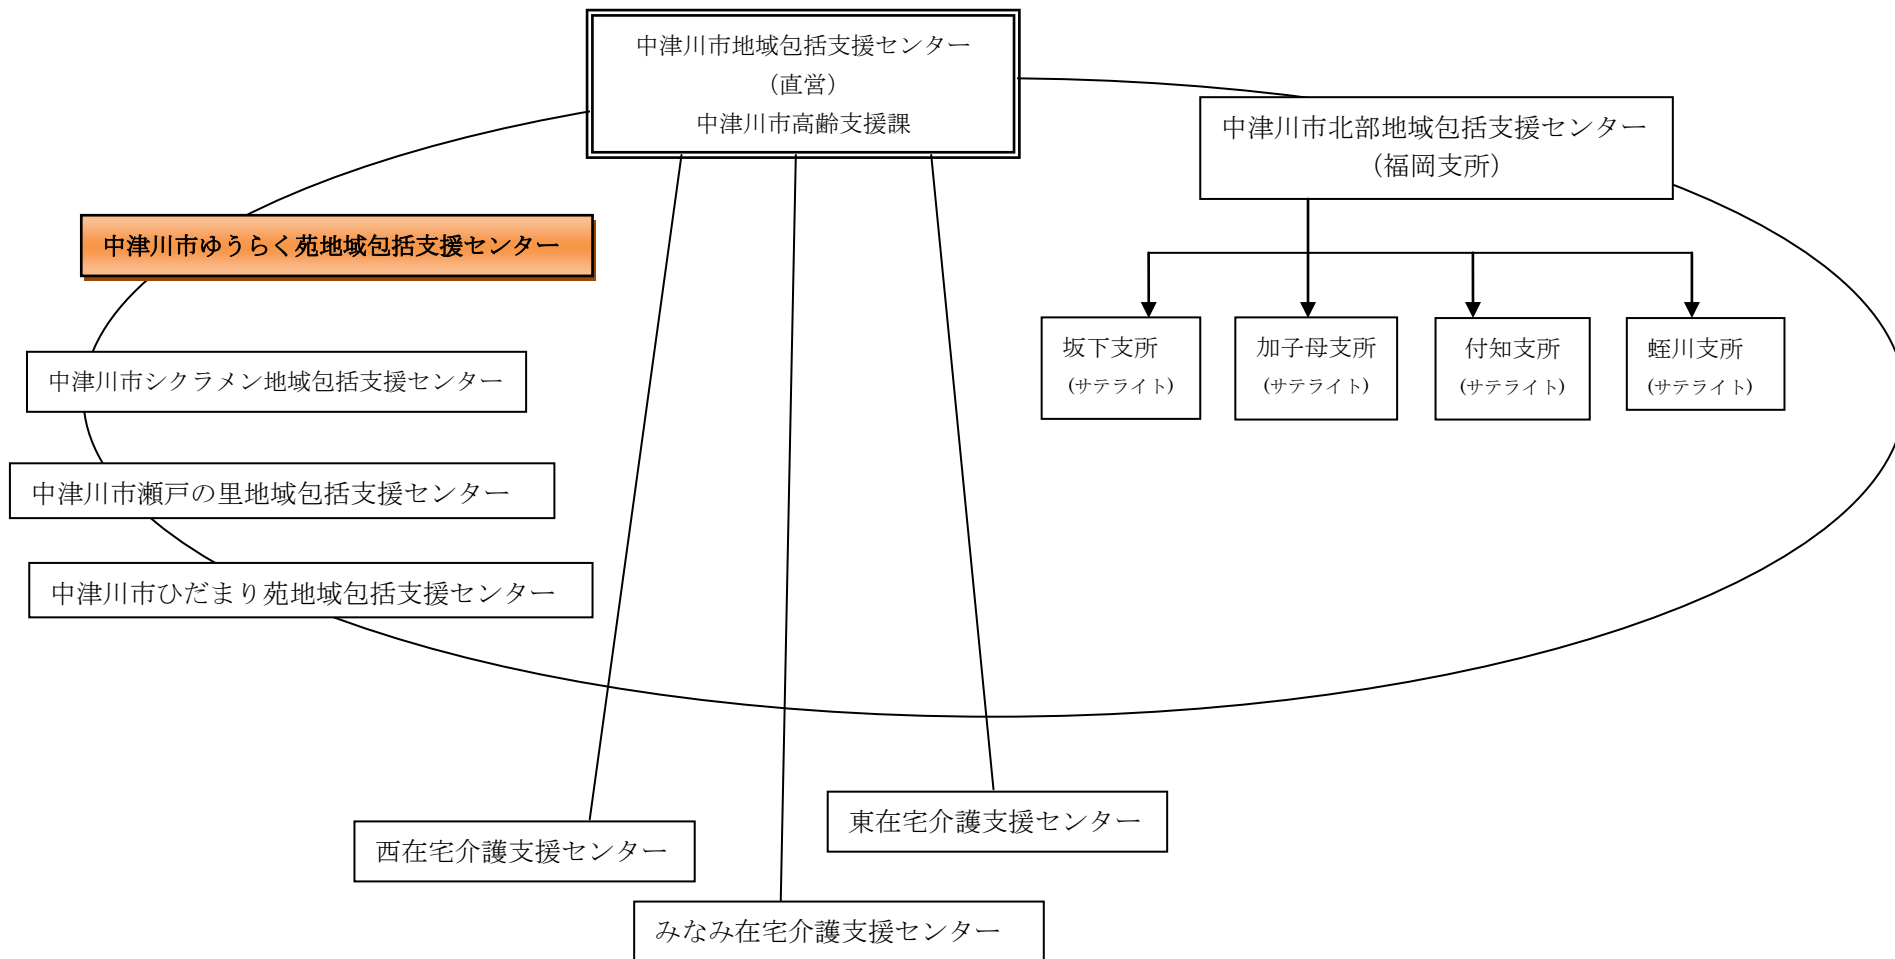 中津川市地域包括支援センター
（直営）
中津川市高齢支援課
中津川市北部地域包括支援センター
（福岡支所）
中津川市ゆうらく苑地域包括支援センター
坂下支所
(サテライト)
加子母支所
(サテライト)
付知支所
(サテライト)
蛭川支所
(サテライト)
中津川市シクラメン地域包括支援センター
中津川市瀬戸の里地域包括支援センター
中津川市ひだまり苑地域包括支援センター
東在宅介護支援センター
西在宅介護支援センター
みなみ在宅介護支援センター